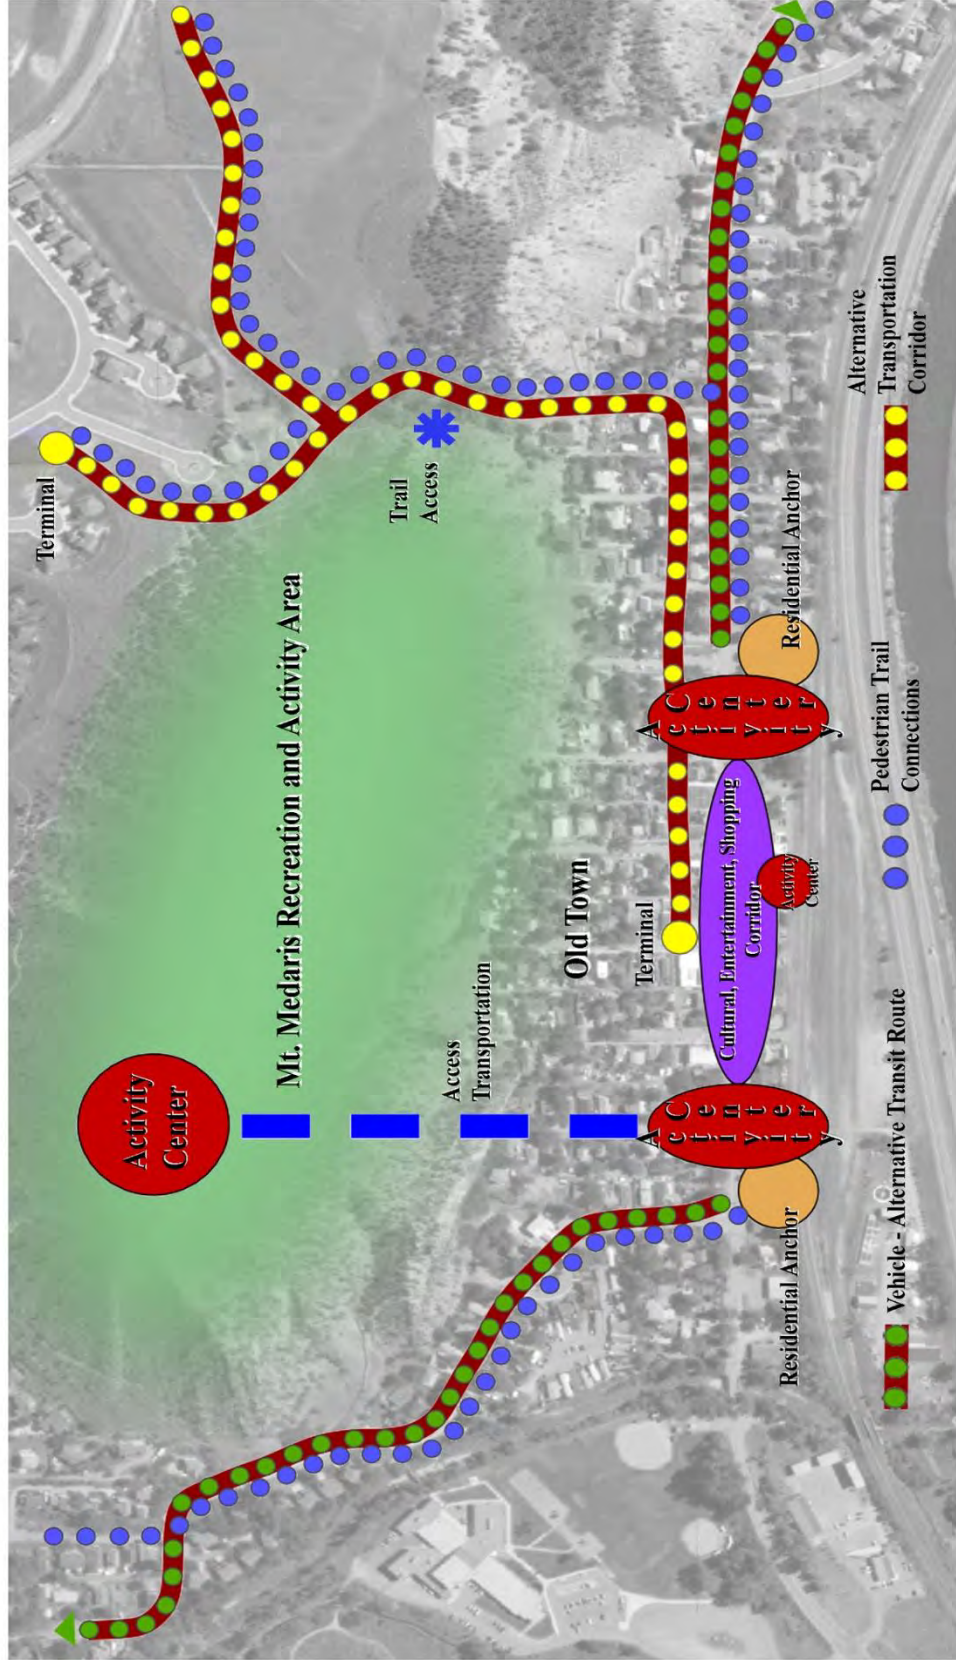 Terminal
Activity
Center
Mt. Medaris Recreation and Activity Area
Trail
Access
Access
Transportation
Old Town
Terminal
Activity
Center
Cultural, Entertainment, Shopping
Corridor
Activity
Center
Activity
Center
Residential Anchor
Residential Anchor
Vehicle - Alternative Transit Route
Pedestrian Trail
Connections
Alternative
Transportation
Corridor